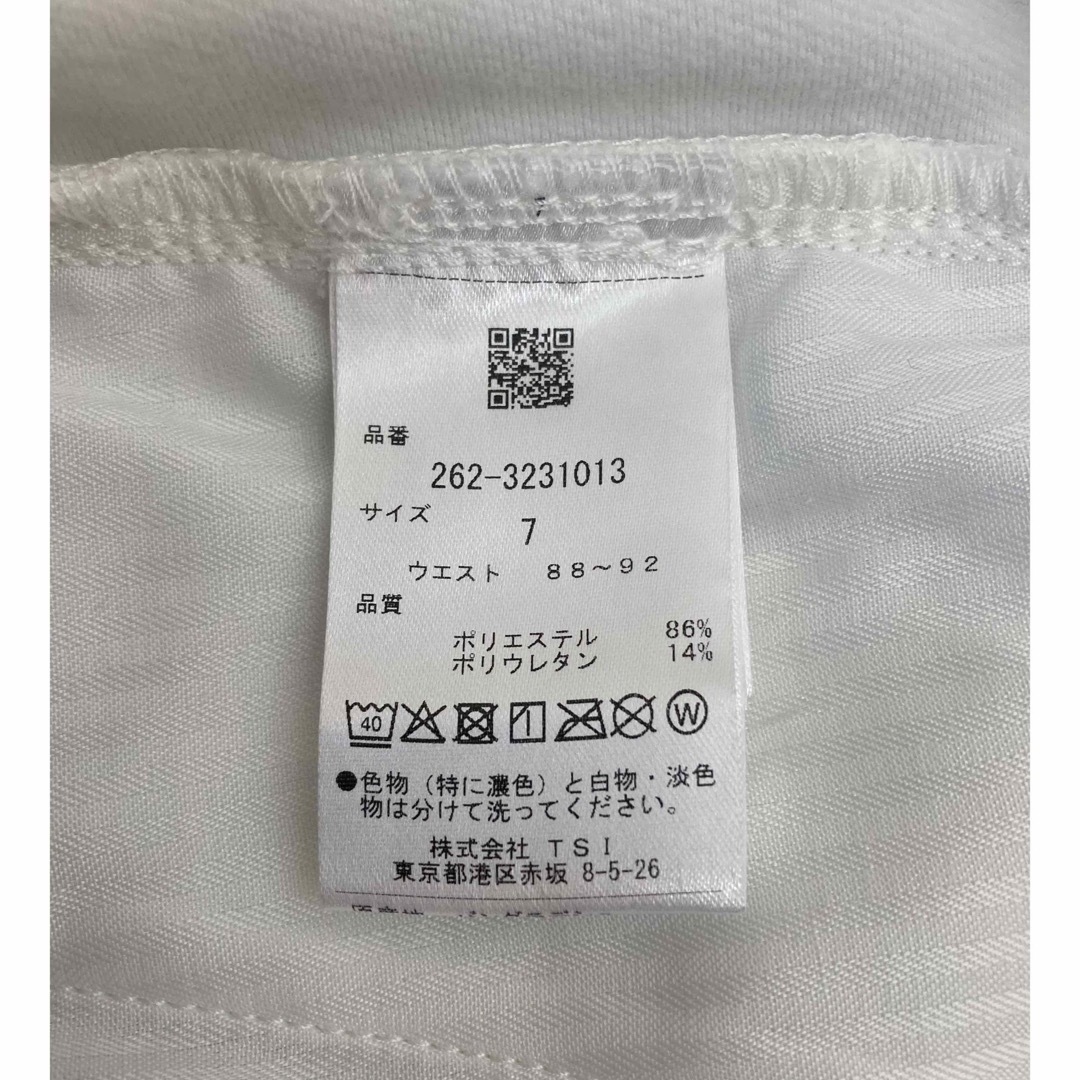 品番
262-3231013
サイズ
7
ウエスト 88～92
品質
ポリエステル 86%
ポリウレタン 14%
40 W
●色物（特に濃色）と白物・淡色
物は分けて洗ってください。
株式会社 TSI
東京都港区赤坂 8-5-26